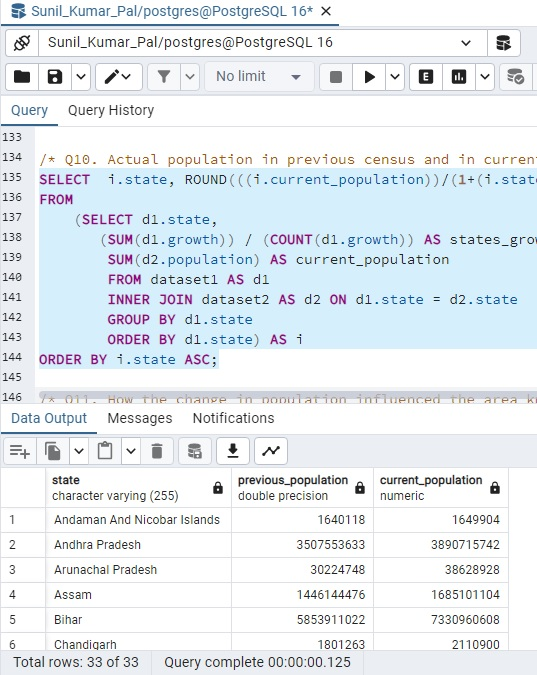 Sunil_Kumar_Pal/postgres@PostgreSQL 16*
Sunil_Kumar_Pal/postgres@PostgreSQL 16
No limit
E
Query Query History
133
134 /* Q10. Actual population in previous census and in curren
135 SELECT i.state, ROUND(((i.current_population))/(1+(i.stat
136 FROM
137 (SELECT d1.state,
138 (SUM(d1.growth)) / (COUNT(d1.growth)) AS states_gro
139 SUM(d2.population) AS current_population
140 FROM dataset1 AS d1
141 INNER JOIN dataset2 AS d2 ON d1.state = d2.state
142 GROUP BY d1.state
143 ORDER BY d1.state) AS i
144 ORDER BY i.state ASC;
145
146 /* Q11. How the change in population influenced the area k
Data Output Messages Notifications
state previous_population current_population
character varying (255) double precision numeric
1 Andaman And Nicobar Islands 1640118 1649904
2 Andhra Pradesh 3507553633 3890715742
3 Arunachal Pradesh 30224748 38628928
4 Assam 1446144476 1685101104
5 Bihar 5853911022 7330960608
6 Chandigarh 1801263 2110900
Total rows: 33 of 33 Query complete 00:00:00.125